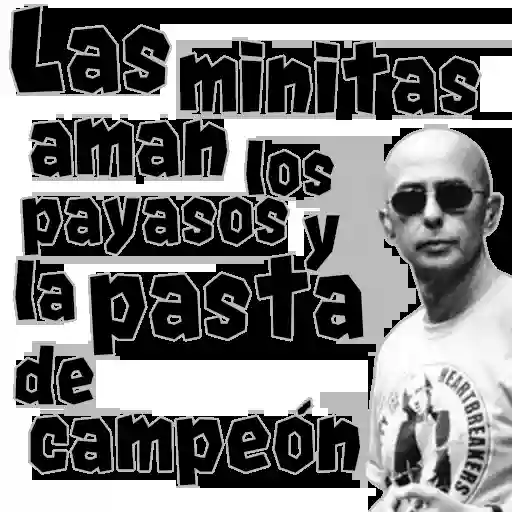 Las minitas
aman los
payasos y
la pasta
de
campeón
HEARTBREAKERS